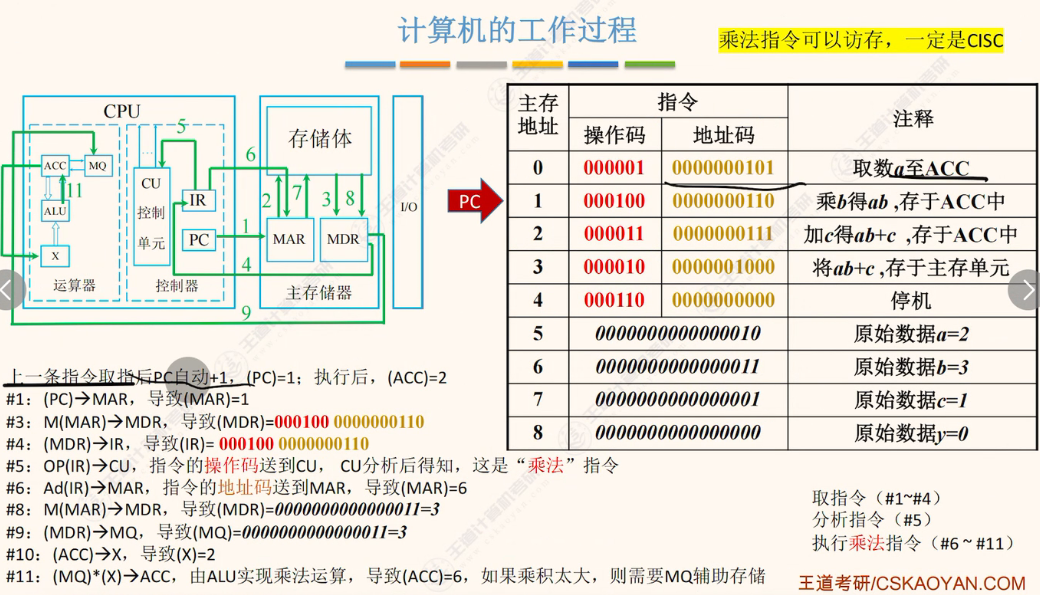 计算机的工作过程
乘法指令可以访存，一定是CISC
CPU
ACC
MQ
11
ALU
X
运算器
5
CU
控制
单元
IR
PC
控制器
6
1
4
9
存储体
2
7
3
8
MAR
MDR
主存储器
I/O
PC
主存地址 指令 注释
操作码 地址码
0 000001 0000000101 取数a至ACC
1 000100 0000000110 乘b得ab ,存于ACC中
2 000011 0000000111 加c得ab+c ,存于ACC中
3 000010 0000001000 将ab+c ,存于主存单元
4 000110 0000000000 停机
5 0000000000000010 原始数据a=2
6 0000000000000011 原始数据b=3
7 0000000000000001 原始数据c=1
8 0000000000000000 原始数据y=0
上一条指令取指后PC自动+1，(PC)=1；执行后，(ACC)=2
#1：(PC)→MAR，导致(MAR)=1
#3：M(MAR)→MDR，导致(MDR)=000100 0000000110
#4：(MDR)→IR，导致(IR)= 000100 0000000110
#5：OP(IR)→CU，指令的操作码送到CU， CU分析后得知，这是“乘法”指令
#6：Ad(IR)→MAR，指令的地址码送到MAR，导致(MAR)=6
#8：M(MAR)→MDR，导致(MDR)=0000000000000011=3
#9：(MDR)→MQ，导致(MQ)=0000000000000011=3
#10：(ACC)→X，导致(X)=2
#11：(MQ)*(X)→ACC，由ALU实现乘法运算，导致(ACC)=6，如果乘积太大，则需要MQ辅助存储
取指令（#1~#4）
分析指令（#5）
执行乘法指令（#6 ~ #11）
王道考研/CSKAOYAN.COM